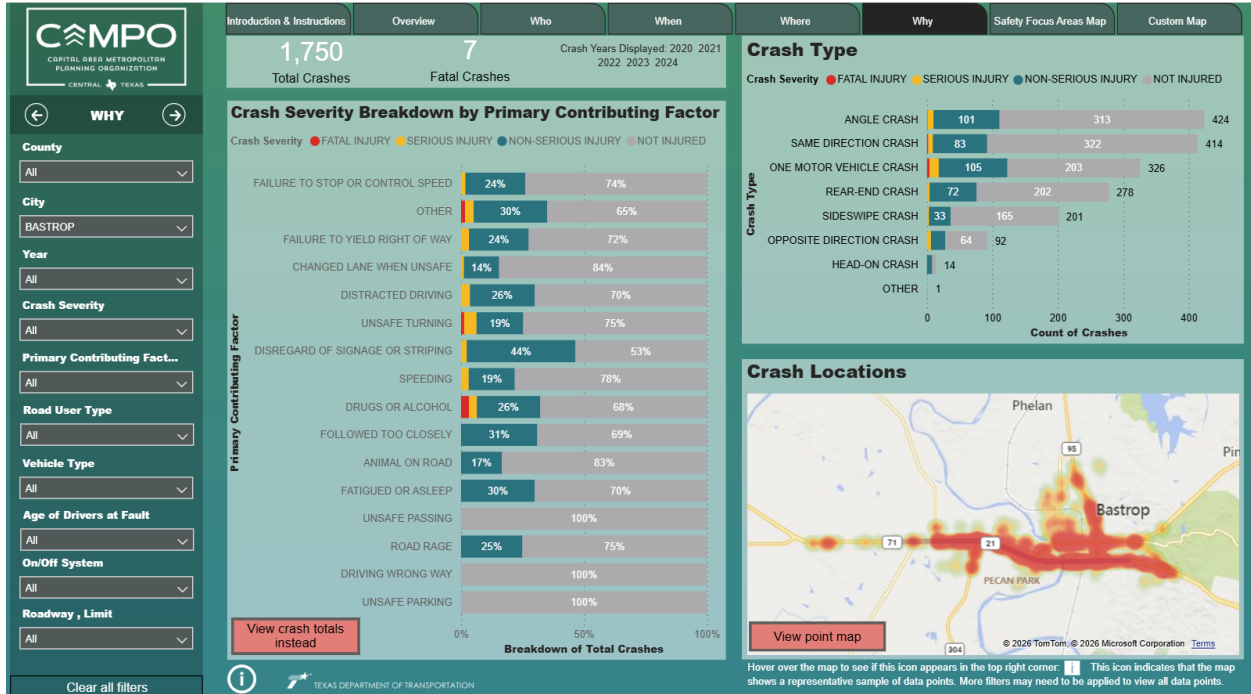 Introduction & Instructions
Overview
Who
When
Where
Why
Safety Focus Areas Map
Custom Map
CAMPO
CAPITAL AREA METROPOLITAN
PLANNING ORGANIZATION
CENTRAL TEXAS
WHY
County
All
City
BASTROP
Year
All
Crash Severity
All
Primary Contributing Fact...
All
Road User Type
All
Vehicle Type
All
Age of Drivers at Fault
All
On/Off System
All
Roadway , Limit
All
Clear all filters
1,750
Total Crashes
7
Fatal Crashes
Crash Years Displayed: 2020 2021
2022 2023 2024
Crash Severity Breakdown by Primary Contributing Factor
Crash Severity FATAL INJURY SERIOUS INJURY NON-SERIOUS INJURY NOT INJURED
Primary Contributing Factor
FAILURE TO STOP OR CONTROL SPEED 24% 74%
OTHER 30% 65%
FAILURE TO YIELD RIGHT OF WAY 24% 72%
CHANGED LANE WHEN UNSAFE 14% 84%
DISTRACTED DRIVING 26% 70%
UNSAFE TURNING 19% 75%
DISREGARD OF SIGNAGE OR STRIPING 44% 53%
SPEEDING 19% 78%
DRUGS OR ALCOHOL 26% 68%
FOLLOWED TOO CLOSELY 31% 69%
ANIMAL ON ROAD 17% 83%
FATIGUED OR ASLEEP 30% 70%
UNSAFE PASSING 100%
ROAD RAGE 25% 75%
DRIVING WRONG WAY 100%
UNSAFE PARKING 100%
0% 50% 100%
Breakdown of Total Crashes
View crash totals
instead
i
TEXAS DEPARTMENT OF TRANSPORTATION
Crash Type
Crash Severity FATAL INJURY SERIOUS INJURY NON-SERIOUS INJURY NOT INJURED
Crash Type
ANGLE CRASH 101 313 424
SAME DIRECTION CRASH 83 322 414
ONE MOTOR VEHICLE CRASH 105 203 326
REAR-END CRASH 72 202 278
SIDESWIPE CRASH 33 165 201
OPPOSITE DIRECTION CRASH 64 92
HEAD-ON CRASH 14
OTHER 1
0 100 200 300 400
Count of Crashes
Crash Locations
Phelan
95
Pin
Bastrop
71
21
PECAN PARK
304
View point map
© 2026 TomTom, © 2026 Microsoft Corporation Terms
Hover over the map to see if this icon appears in the top right corner: i This icon indicates that the map
shows a representative sample of data points. More filters may need to be applied to view all data points.